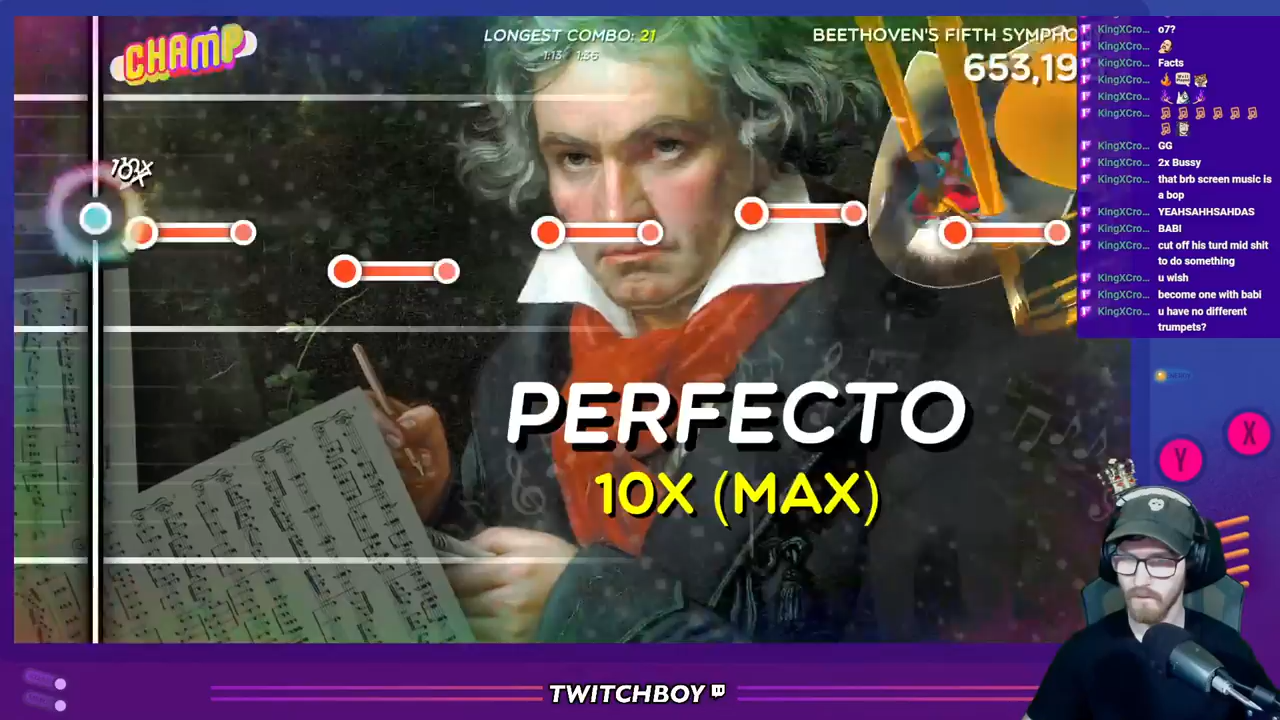 CHAMP
LONGEST COMBO: 21
1:13 1:36
BEETHOVEN'S FIFTH SYMPHO
653,19
10X
PERFECTO
10X (MAX)
KingXCro... o7?
KingXCro...
KingXCro... Facts
KingXCro...
KingXCro...
KingXCro...
KingXCro... GG
KingXCro... 2x Bussy
KingXCro... that brb screen music is
a bop
KingXCro... YEAHSAHHSAHDAS
KingXCro... BABI
KingXCro... cut off his turd mid shit
to do something
KingXCro... u wish
KingXCro... become one with babi
KingXCro... u have no different
trumpets?
X
Y
TWITCHBOY